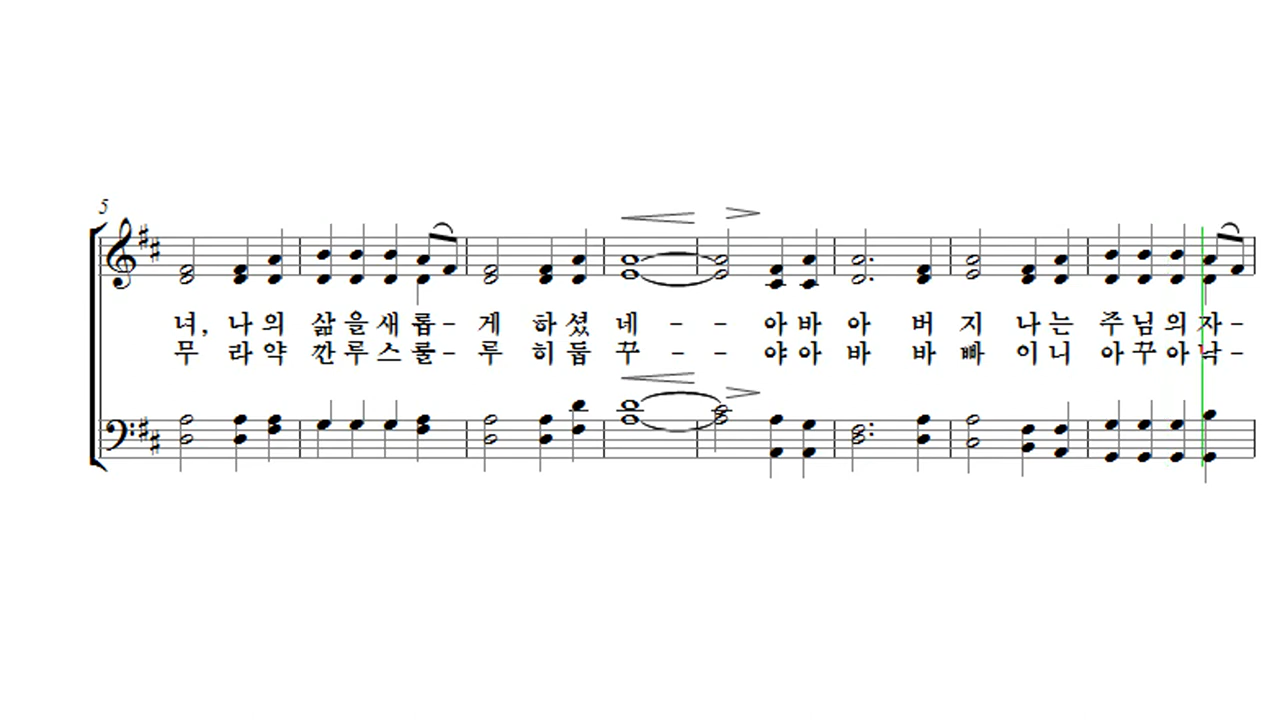 5
녀, 나 의 삶 을 새 롭 - 게 하 셨 네 - - 아 바 아 버 지 나 는 주 님 의 자 -
무 라 약 깐 루 스 룰 - 루 히 듭 꾸 - - 야 아 바 바 빠 이 니 아 꾸 아 낙 -